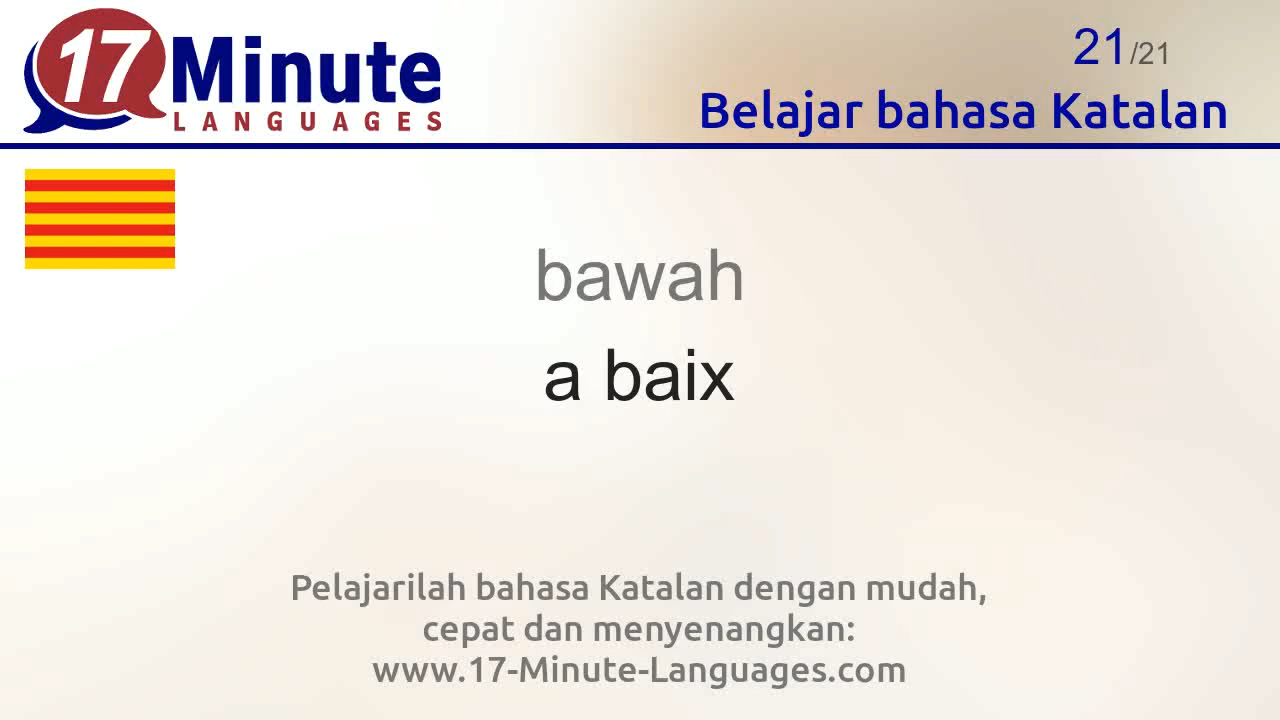 17 Minute
LANGUAGES
21/21
Belajar bahasa Katalan
bawah
a baix
Pelajarilah bahasa Katalan dengan mudah,
cepat dan menyenangkan:
www.17-Minute-Languages.com